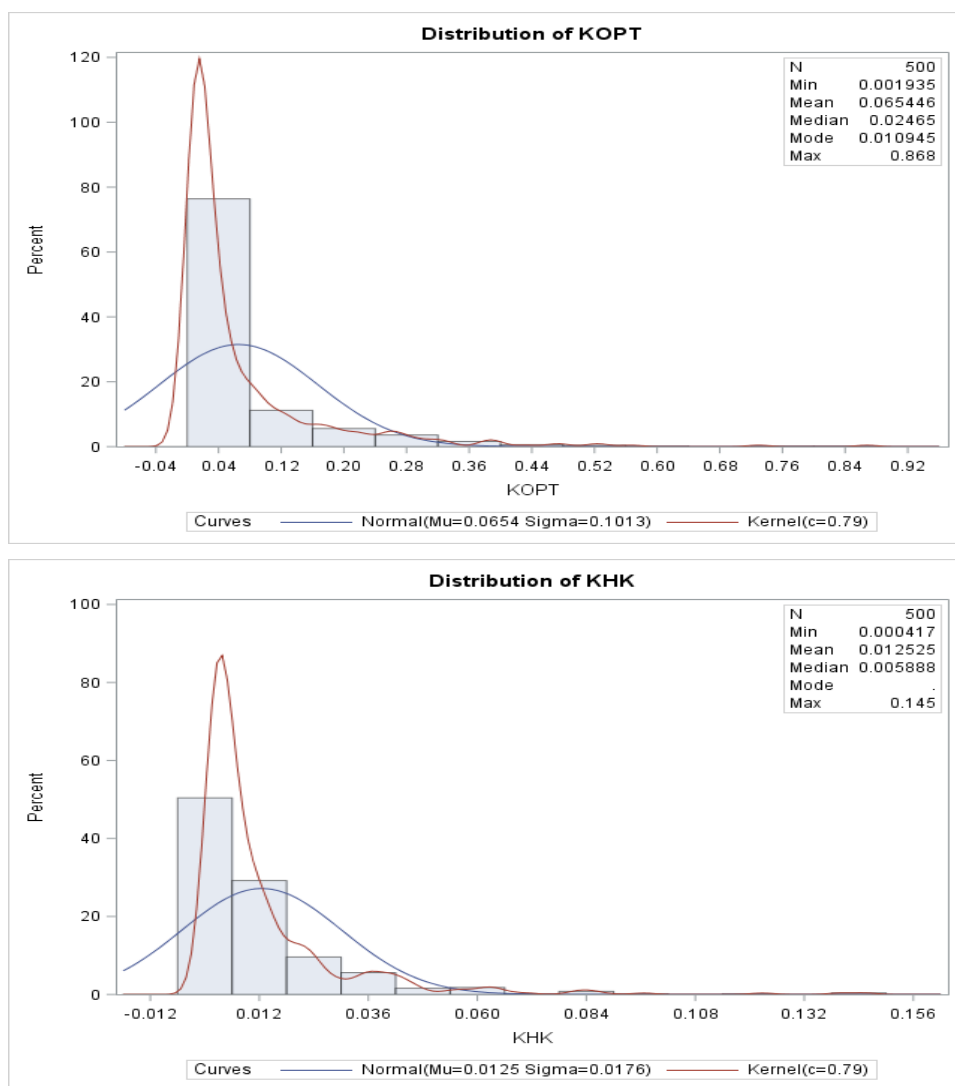 Distribution of KOPT
N 500
Min 0.001935
Mean 0.065446
Median 0.02465
Mode 0.010945
Max 0.868
120
100
80
60
40
20
0
Percent
-0.04 0.04 0.12 0.20 0.28 0.36 0.44 0.52 0.60 0.68 0.76 0.84 0.92
KOPT
Curves Normal(Mu=0.0654 Sigma=0.1013) Kernel(c=0.79)
Distribution of KHK
N 500
Min 0.000417
Mean 0.012525
Median 0.005888
Mode .
Max 0.145
100
80
60
40
20
0
Percent
-0.012 0.012 0.036 0.060 0.084 0.108 0.132 0.156
KHK
Curves Normal(Mu=0.0125 Sigma=0.0176) Kernel(c=0.79)